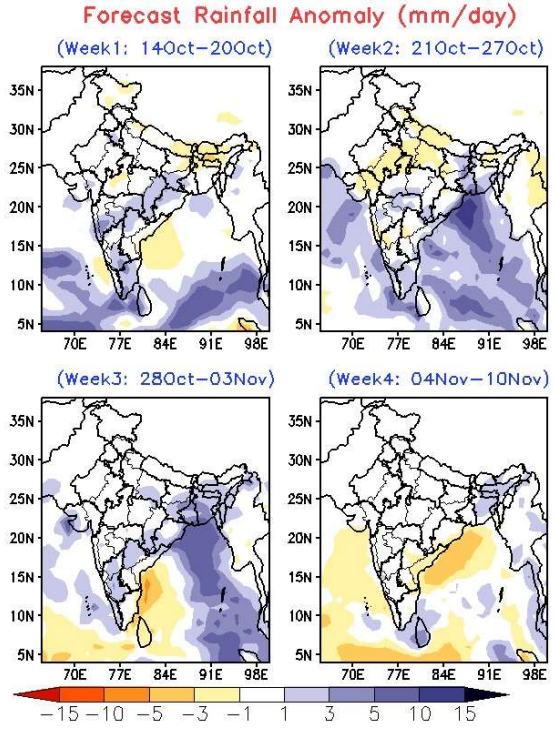 Forecast Rainfall Anomaly (mm/day)
(Week1: 14Oct-20Oct) (Week2: 21Oct-27Oct)
35N 35N
30N 30N
25N 25N
20N 20N
15N 15N
10N 10N
5N 5N
70E 77E 84E 91E 98E 70E 77E 84E 91E 98E
(Week3: 28Oct-03Nov) (Week4: 04Nov-10Nov)
35N 35N
30N 30N
25N 25N
20N 20N
15N 15N
10N 10N
5N 5N
70E 77E 84E 91E 98E 70E 77E 84E 91E 98E
-15 -10 -5 -3 -1 1 3 5 10 15